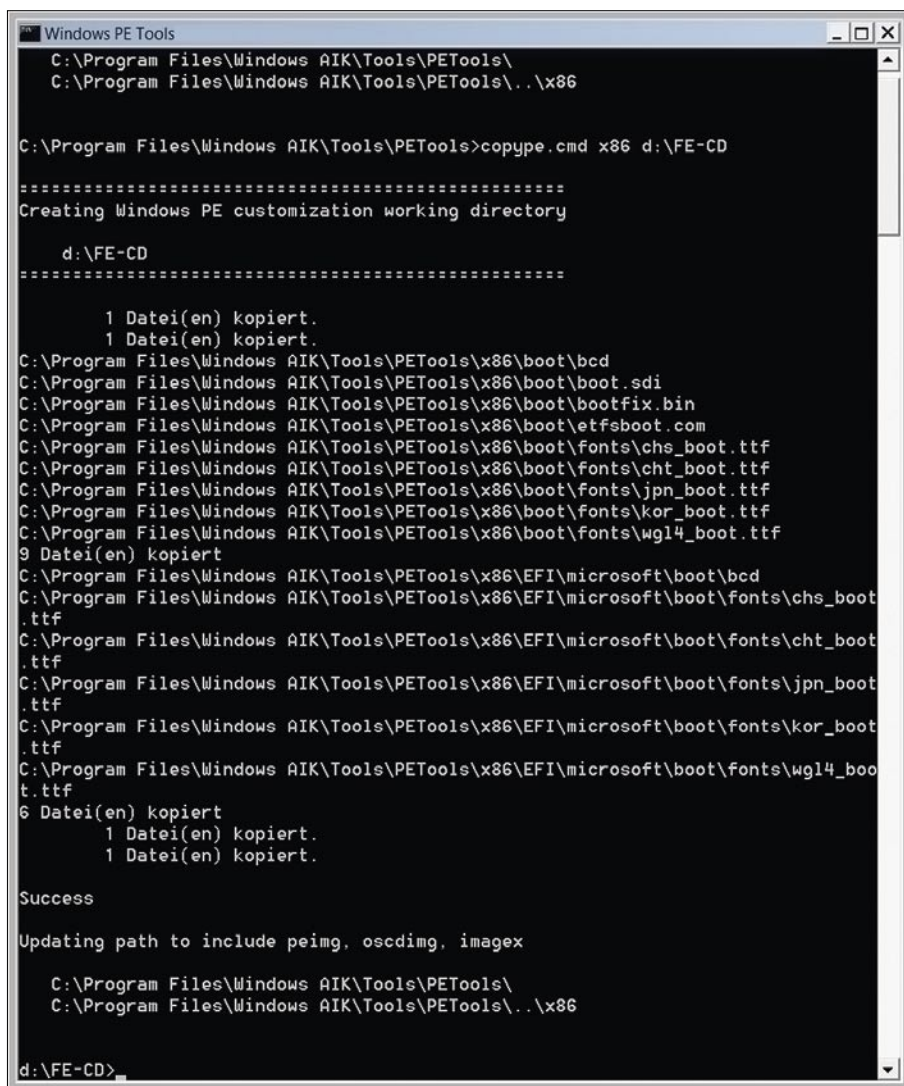 Windows PE Tools
C:\Program Files\Windows AIK\Tools\PETools\
C:\Program Files\Windows AIK\Tools\PETools\..\x86
C:\Program Files\Windows AIK\Tools\PETools>copype.cmd x86 d:\FE-CD
===================================================
Creating Windows PE customization working directory
d:\FE-CD
===================================================
1 Datei(en) kopiert.
1 Datei(en) kopiert.
C:\Program Files\Windows AIK\Tools\PETools\x86\boot\bcd
C:\Program Files\Windows AIK\Tools\PETools\x86\boot\boot.sdi
C:\Program Files\Windows AIK\Tools\PETools\x86\boot\bootfix.bin
C:\Program Files\Windows AIK\Tools\PETools\x86\boot\etfsboot.com
C:\Program Files\Windows AIK\Tools\PETools\x86\boot\fonts\chs_boot.ttf
C:\Program Files\Windows AIK\Tools\PETools\x86\boot\fonts\cht_boot.ttf
C:\Program Files\Windows AIK\Tools\PETools\x86\boot\fonts\jpn_boot.ttf
C:\Program Files\Windows AIK\Tools\PETools\x86\boot\fonts\kor_boot.ttf
C:\Program Files\Windows AIK\Tools\PETools\x86\boot\fonts\wgl4_boot.ttf
9 Datei(en) kopiert
C:\Program Files\Windows AIK\Tools\PETools\x86\EFI\microsoft\boot\bcd
C:\Program Files\Windows AIK\Tools\PETools\x86\EFI\microsoft\boot\fonts\chs_boot
.ttf
C:\Program Files\Windows AIK\Tools\PETools\x86\EFI\microsoft\boot\fonts\cht_boot
.ttf
C:\Program Files\Windows AIK\Tools\PETools\x86\EFI\microsoft\boot\fonts\jpn_boot
.ttf
C:\Program Files\Windows AIK\Tools\PETools\x86\EFI\microsoft\boot\fonts\kor_boot
.ttf
C:\Program Files\Windows AIK\Tools\PETools\x86\EFI\microsoft\boot\fonts\wgl4_boo
t.ttf
6 Datei(en) kopiert
1 Datei(en) kopiert.
1 Datei(en) kopiert.
Success
Updating path to include peimg, oscdimg, imagex
C:\Program Files\Windows AIK\Tools\PETools\
C:\Program Files\Windows AIK\Tools\PETools\..\x86
d:\FE-CD>_